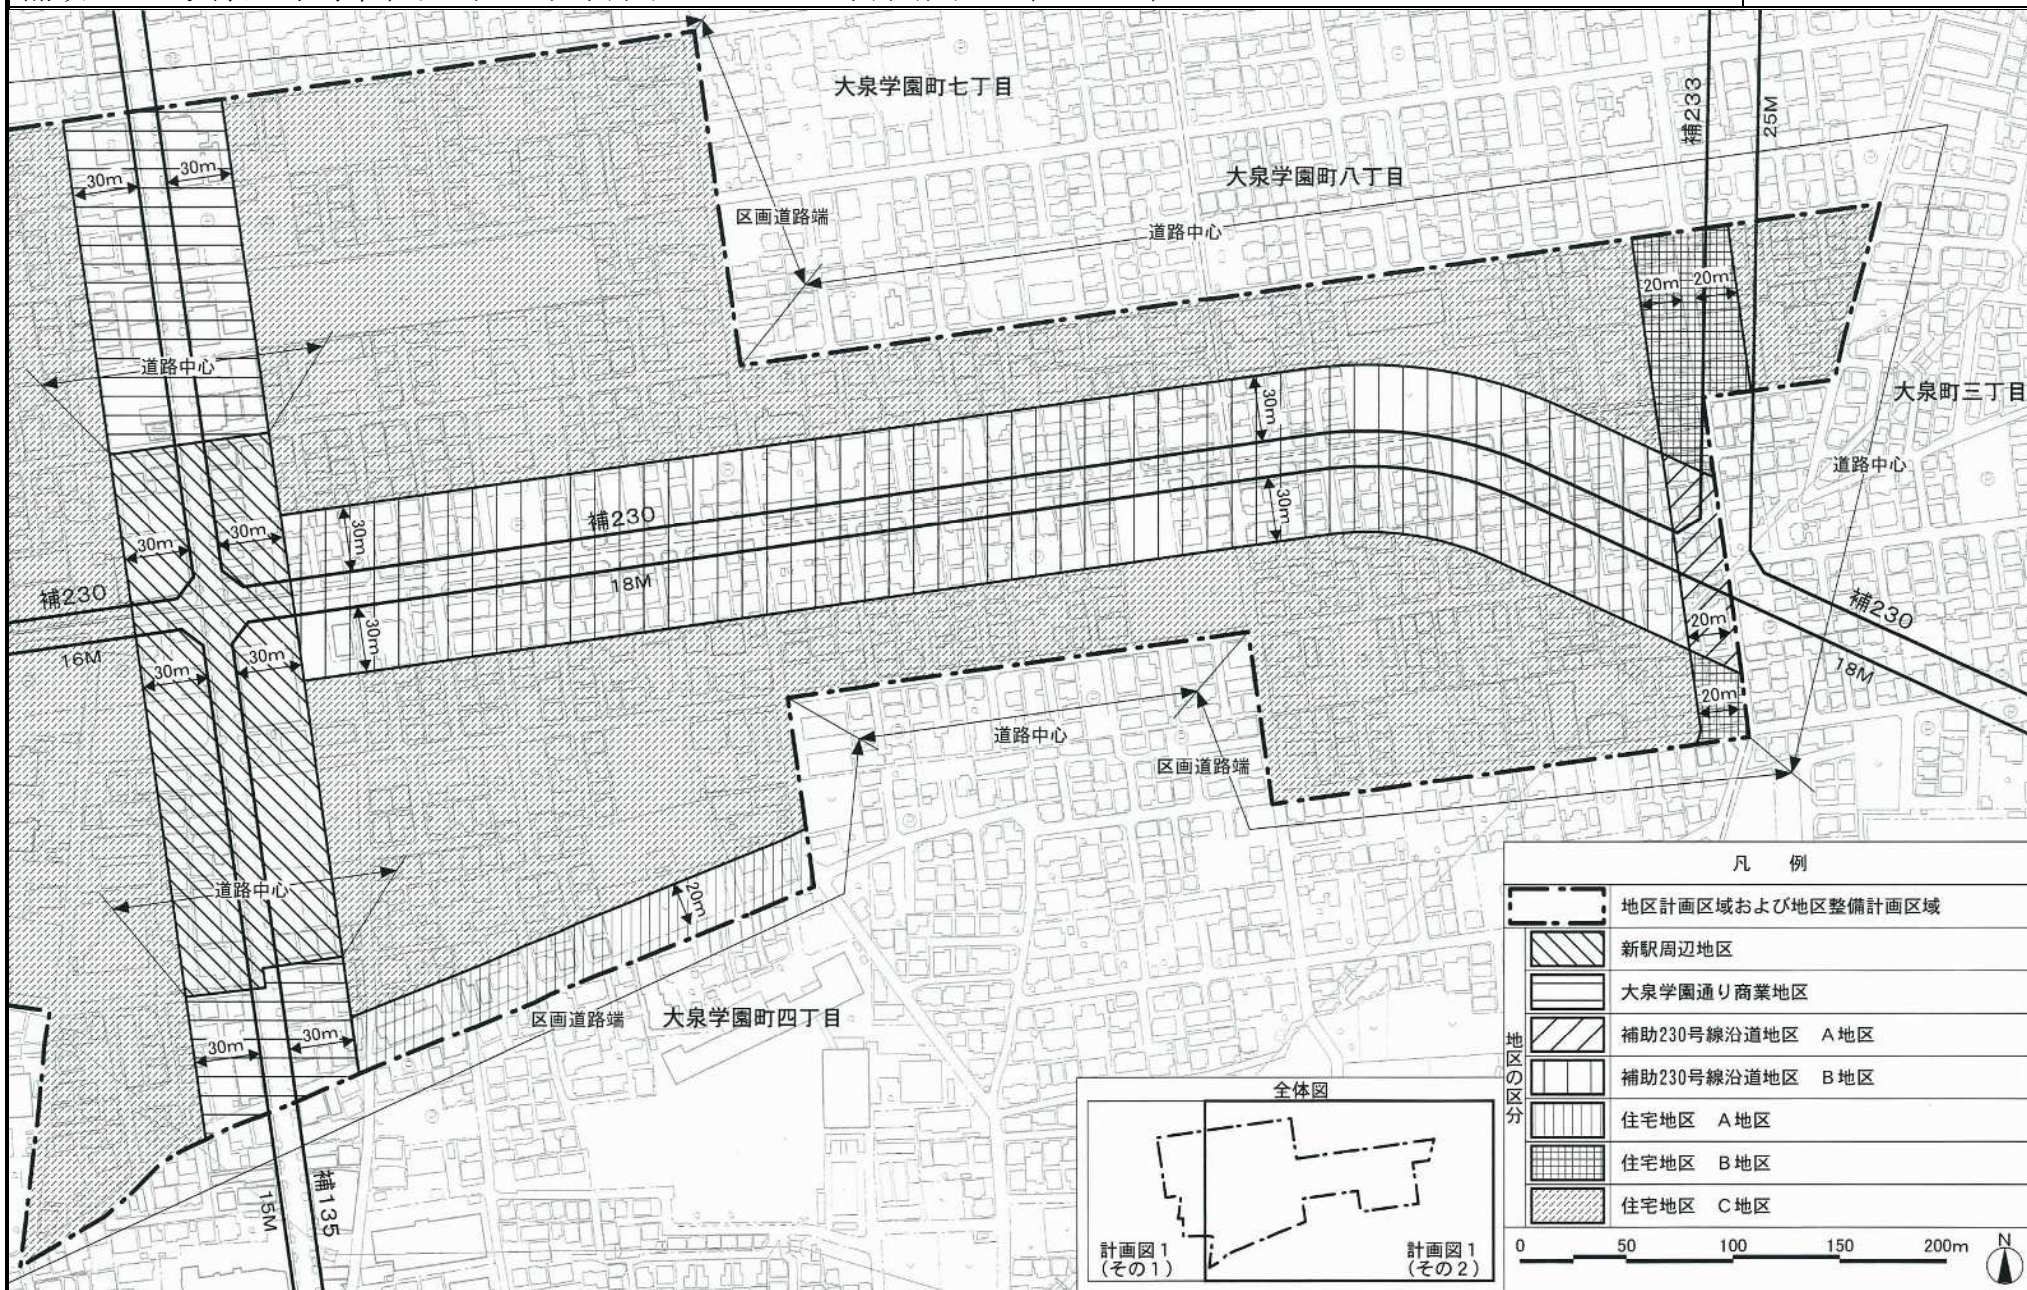 大泉学園町七丁目
補233
25M
30m
30m
大泉学園町八丁目
区画道路端
道路中心
20m
20m
道路中心
大泉町三丁目
30m
道路中心
補230
30m
30m
30m
30m
30m
18M
補230
補230
16M
30m
30m
30m
20m
18M
20m
道路中心
区画道路端
道路中心
20m
区画道路端
大泉学園町四丁目
30m
30m
補135
15M
凡 例
地区計画区域および地区整備計画区域
地区の区分
新駅周辺地区
大泉学園通り商業地区
補助230号線沿道地区 A地区
補助230号線沿道地区 B地区
住宅地区 A地区
住宅地区 B地区
住宅地区 C地区
0 50 100 150 200m
N
全体図
計画図1
(その1)
計画図1
(その2)